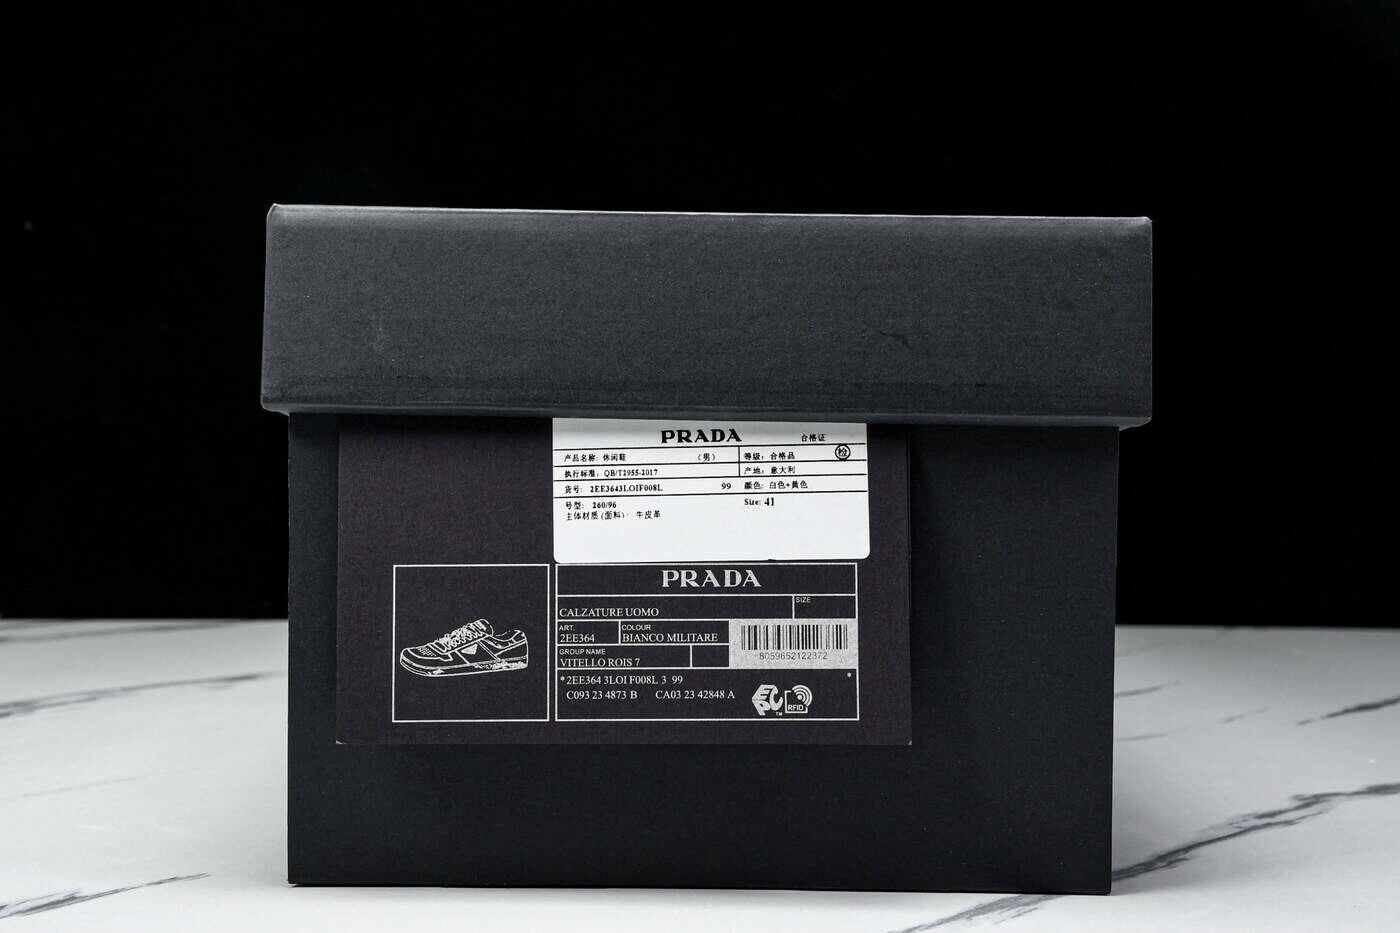 PRADA 合格证
产品名称: 休闲鞋 (男) 等级: 合格品 检
执行标准: QB/T2955-2017 产地: 意大利
货号: 2EE3643LOIF008L 99 颜色: 白色+黄色
号型: 260/96 Size: 41
主体材质(面料): 牛皮革
PRADA
CALZATURE UOMO SIZE
ART. COLOUR
2EE364 BIANCO MILITARE
8059652122372
GROUP NAME
VITELLO ROIS 7
*2EE364 3LOI F008L 3 99 *
C093 23 4873 B CA03 23 42848 A
EPC TM RFID